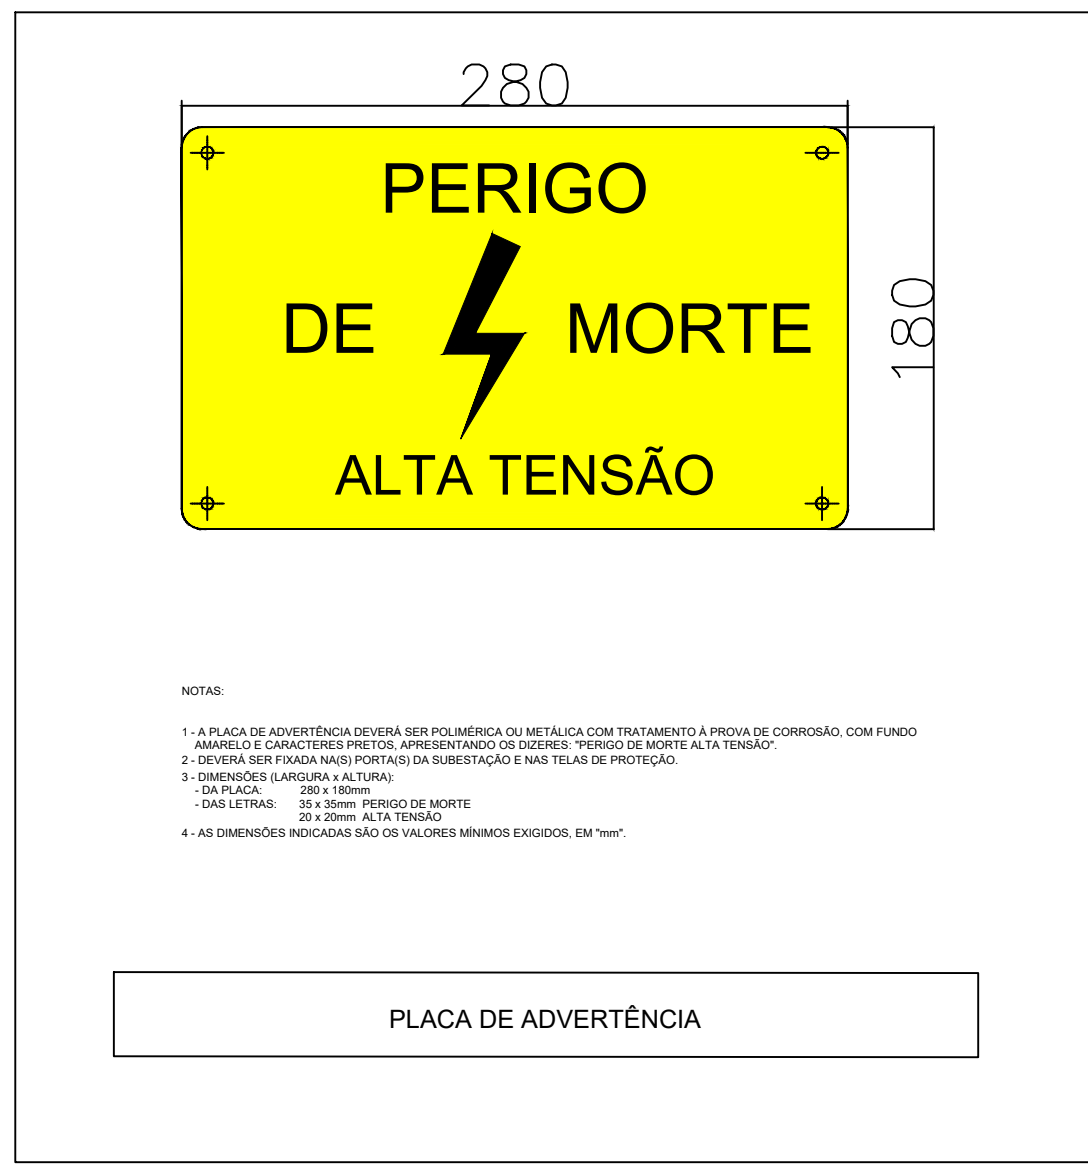 280
PERIGO
DE MORTE
180
ALTA TENSÃO
NOTAS:
1 - A PLACA DE ADVERTÊNCIA DEVERÁ SER POLIMÉRICA OU METÁLICA COM TRATAMENTO À PROVA DE CORROSÃO, COM FUNDO
AMARELO E CARACTERES PRETOS, APRESENTANDO OS DIZERES: "PERIGO DE MORTE ALTA TENSÃO".
2 - DEVERÁ SER FIXADA NA(S) PORTA(S) DA SUBESTAÇÃO E NAS TELAS DE PROTEÇÃO.
3 - DIMENSÕES (LARGURA x ALTURA):
- DA PLACA: 280 x 180mm
- DAS LETRAS: 35 x 35mm PERIGO DE MORTE
20 x 20mm ALTA TENSÃO
4 - AS DIMENSÕES INDICADAS SÃO OS VALORES MÍNIMOS EXIGIDOS, EM "mm".
PLACA DE ADVERTÊNCIA